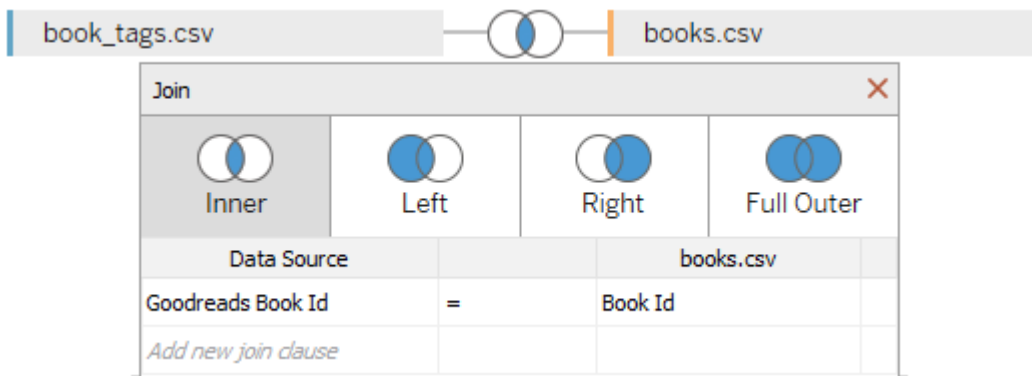 book_tags.csv books.csv
Join
Inner Left Right Full Outer
Data Source books.csv
Goodreads Book Id = Book Id
Add new join clause